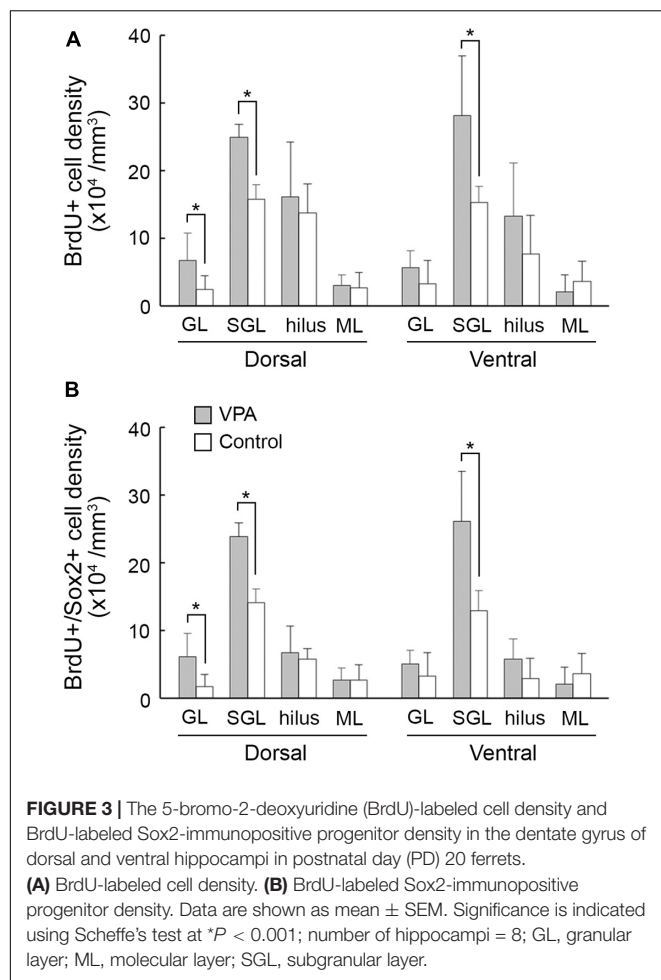 A
BrdU+ cell density
(x10⁴ /mm³)
40
30
20
10
0
* * * 
GL SGL hilus ML GL SGL hilus ML
Dorsal Ventral
B
VPA
Control
BrdU+/Sox2+ cell density
(x10⁴ /mm³)
40
30
20
10
0
* * *
GL SGL hilus ML GL SGL hilus ML
Dorsal Ventral
FIGURE 3 | The 5-bromo-2-deoxyuridine (BrdU)-labeled cell density and
BrdU-labeled Sox2-immunopositive progenitor density in the dentate gyrus of
dorsal and ventral hippocampi in postnatal day (PD) 20 ferrets.
(A) BrdU-labeled cell density. (B) BrdU-labeled Sox2-immunopositive
progenitor density. Data are shown as mean ± SEM. Significance is indicated
using Scheffe's test at *P < 0.001; number of hippocampi = 8; GL, granular
layer; ML, molecular layer; SGL, subgranular layer.